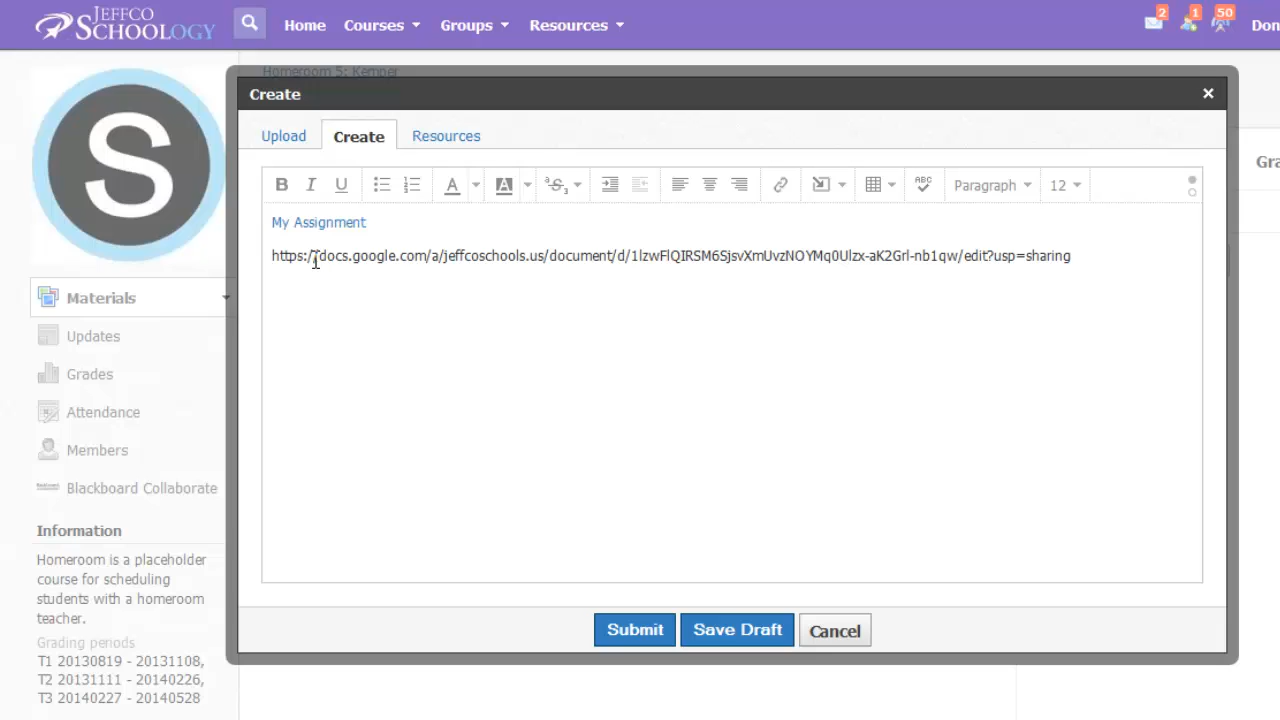 JEFFCO
SCHOOLOGY
Home
Courses
Groups
Resources
2
1
50
Don
Homeroom 5: Kemper
Create
×
Upload
Create
Resources
B I U
A
A
ABC
Paragraph
12
My Assignment
https://docs.google.com/a/jeffcoschools.us/document/d/1lzwFlQIRSM6SjsvXmUvzNOYMq0Ulzx-aK2Grl-nb1qw/edit?usp=sharing
Submit
Save Draft
Cancel
S
Materials
Updates
Grades
Attendance
Members
Blackboard Collaborate
Information
Homeroom is a placeholder
course for scheduling
students with a homeroom
teacher.
Grading periods
T1 20130819 - 20131108,
T2 20131111 - 20140226,
T3 20140227 - 20140528
Gra